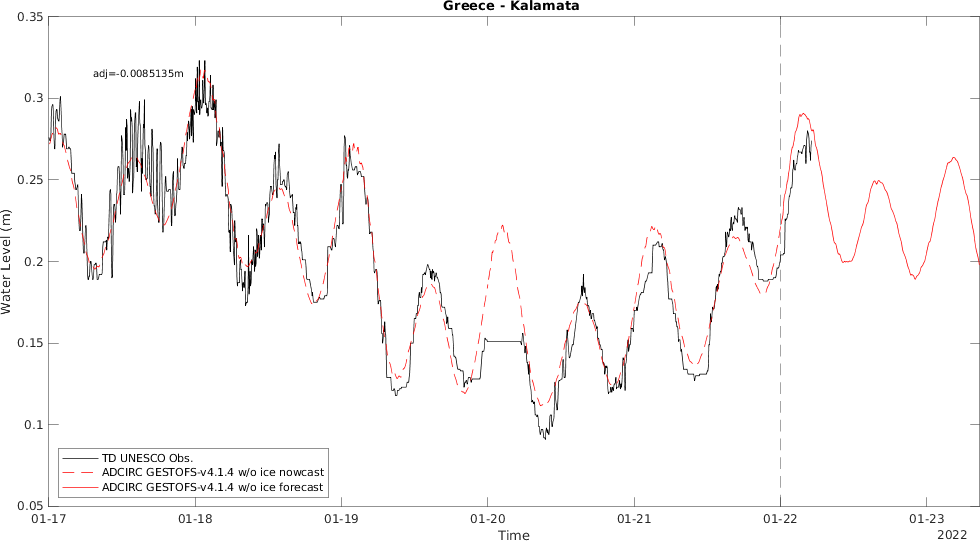 Greece - Kalamata
0.35
adj=-0.0085135m
0.3
0.25
0.2
0.15
0.1
0.05
Water Level (m)
TD UNESCO Obs.
ADCIRC GESTOFS-v4.1.4 w/o ice nowcast
ADCIRC GESTOFS-v4.1.4 w/o ice forecast
01-17 01-18 01-19 01-20 01-21 01-22 01-23
Time
2022